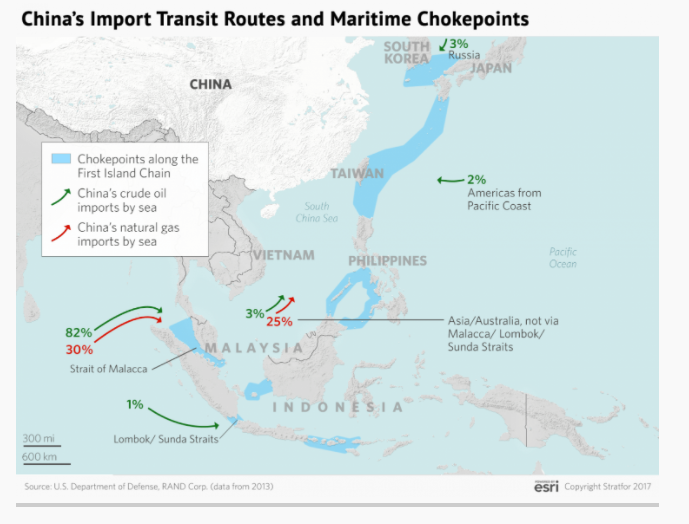 China's Import Transit Routes and Maritime Chokepoints
SOUTH
KOREA
3%
Russia
JAPAN
CHINA
Chokepoints along the
First Island Chain
China's crude oil
imports by sea
China's natural gas
imports by sea
TAIWAN
2%
Americas from
Pacific Coast
South
China Sea
Pacific
Ocean
VIETNAM
PHILIPPINES
3%
25%
Asia/Australia, not via
Malacca/ Lombok/
Sunda Straits
82%
30%
MALAYSIA
Strait of Malacca
1%
INDONESIA
Lombok/ Sunda Straits
300 mi
600 km
Source: U.S. Department of Defense, RAND Corp. (data from 2013)
esri
Copyright Stratfor 2017